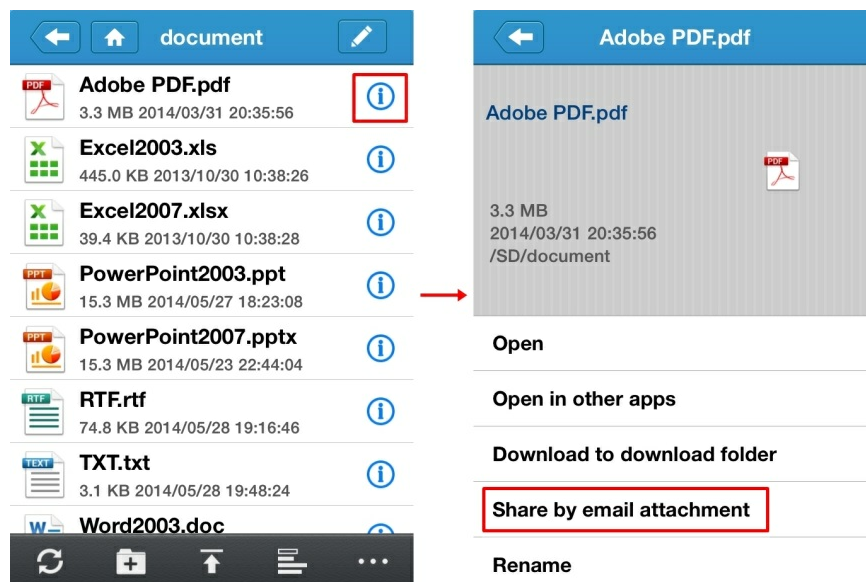 document
PDF
Adobe PDF.pdf
3.3 MB 2014/03/31 20:35:56
Excel2003.xls
445.0 KB 2013/10/30 10:38:26
Excel2007.xlsx
39.4 KB 2013/10/30 10:38:28
PPT
PowerPoint2003.ppt
15.3 MB 2014/05/27 18:23:08
PPT
PowerPoint2007.pptx
15.3 MB 2014/05/23 22:44:04
RTF
RTF.rtf
74.8 KB 2014/05/28 19:16:46
TEXT
TXT.txt
3.1 KB 2014/05/28 19:48:24
Word2003.doc
Adobe PDF.pdf
Adobe PDF.pdf
PDF
3.3 MB
2014/03/31 20:35:56
/SD/document
Open
Open in other apps
Download to download folder
Share by email attachment
Rename